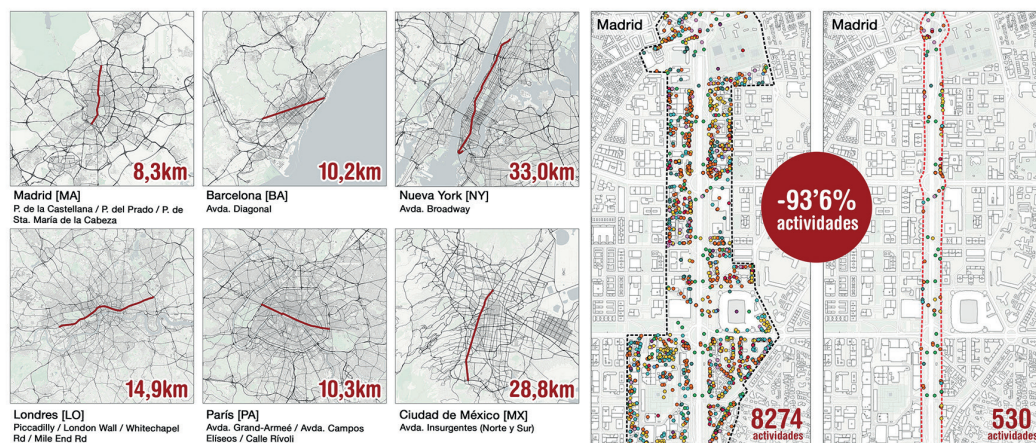 8,3km
Madrid [MA]
P. de la Castellana / P. del Prado / P. de
Sta. María de la Cabeza
10,2km
Barcelona [BA]
Avda. Diagonal
33,0km
Nueva York [NY]
Avda. Broadway
14,9km
Londres [LO]
Piccadilly / London Wall / Whitechapel
Rd / Mile End Rd
10,3km
París [PA]
Avda. Grand-Armeé / Avda. Campos
Elíseos / Calle Rívoli
28,8km
Ciudad de México [MX]
Avda. Insurgentes (Norte y Sur)
Madrid
8274
actividades
-93’6%
actividades
Madrid
530
actividades